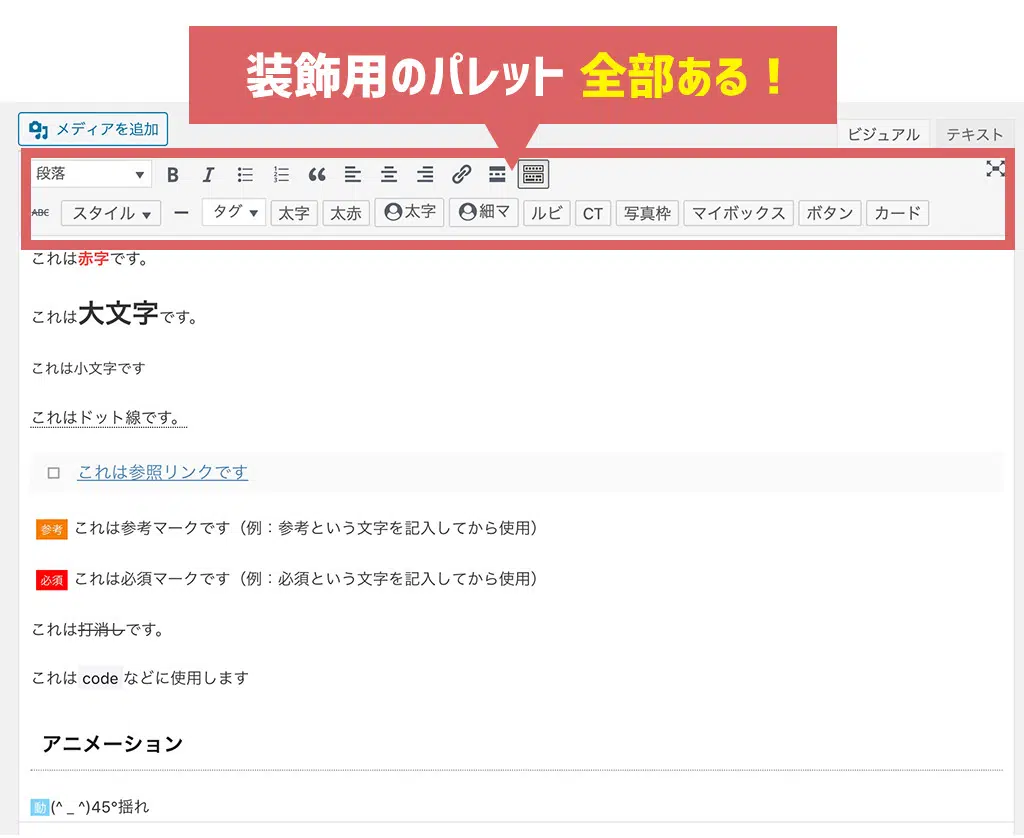 装飾用のパレット 全部ある！
メディアを追加
ビジュアル テキスト
段落 B I
ABC スタイル タグ 太字 太赤 太字 細マ ルビ CT 写真枠 マイボックス ボタン カード
これは赤字です。
これは大文字です。
これは小文字です
これはドット線です。
これは参照リンクです
参考 これは参考マークです（例：参考という文字を記入してから使用）
必須 これは必須マークです（例：必須という文字を記入してから使用）
これは打消しです。
これは code などに使用します
アニメーション
動(^ _ ^)45°揺れ